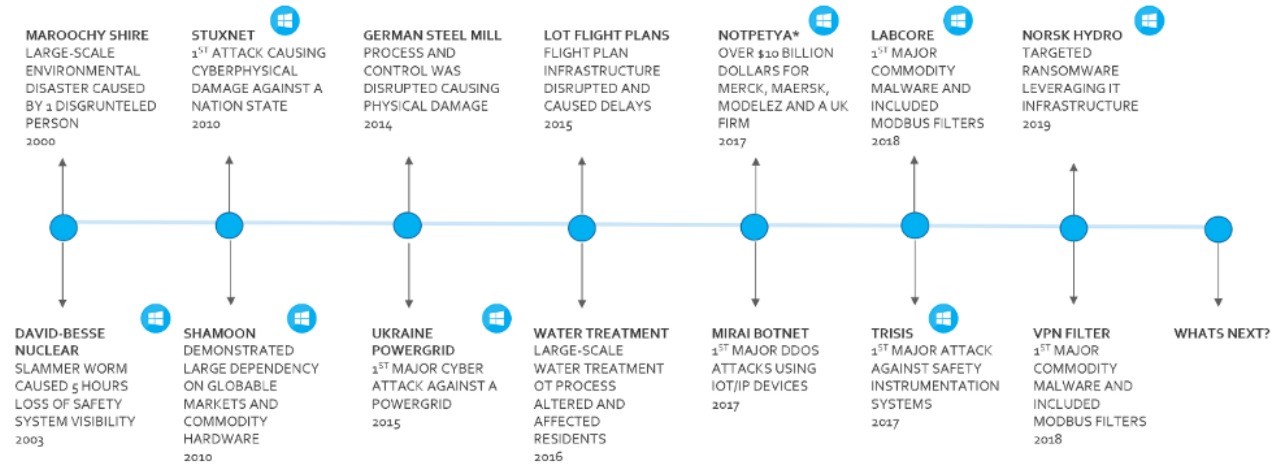 MAROOCHY SHIRE
LARGE-SCALE
ENVIRONMENTAL
DISASTER CAUSED
BY 1 DISGRUNTELED
PERSON
2000
STUXNET
1ST ATTACK CAUSING
CYBERPHYSICAL
DAMAGE AGAINST A
NATION STATE
2010
GERMAN STEEL MILL
PROCESS AND
CONTROL WAS
DISRUPTED CAUSING
PHYSICAL DAMAGE
2014
LOT FLIGHT PLANS
FLIGHT PLAN
INFRASTRUCTURE
DISRUPTED AND
CAUSED DELAYS
2015
NOTPETYA*
OVER $10 BILLION
DOLLARS FOR
MERCK, MAERSK,
MODELEZ AND A UK
FIRM
2017
LABCORE
1ST MAJOR
COMMODITY
MALWARE AND
INCLUDED
MODBUS FILTERS
2018
NORSK HYDRO
TARGETED
RANSOMWARE
LEVERAGING IT
INFRASTRUCTURE
2019
DAVID-BESSE
NUCLEAR
SLAMMER WORM
CAUSED 5 HOURS
LOSS OF SAFETY
SYSTEM VISIBILITY
2003
SHAMOON
DEMONSTRATED
LARGE DEPENDENCY
ON GLOBABLE
MARKETS AND
COMMODITY
HARDWARE
2010
UKRAINE
POWERGRID
1ST MAJOR CYBER
ATTACK AGAINST A
POWERGRID
2015
WATER TREATMENT
LARGE-SCALE
WATER TREATMENT
OT PROCESS
ALTERED AND
AFFECTED
RESIDENTS
2016
MIRAI BOTNET
1ST MAJOR DDOS
ATTACKS USING
IOT/IP DEVICES
2017
TRISIS
1ST MAJOR ATTACK
AGAINST SAFETY
INSTRUMENTATION
SYSTEMS
2017
VPN FILTER
1ST MAJOR
COMMODITY
MALWARE AND
INCLUDED
MODBUS FILTERS
2018
WHATS NEXT?